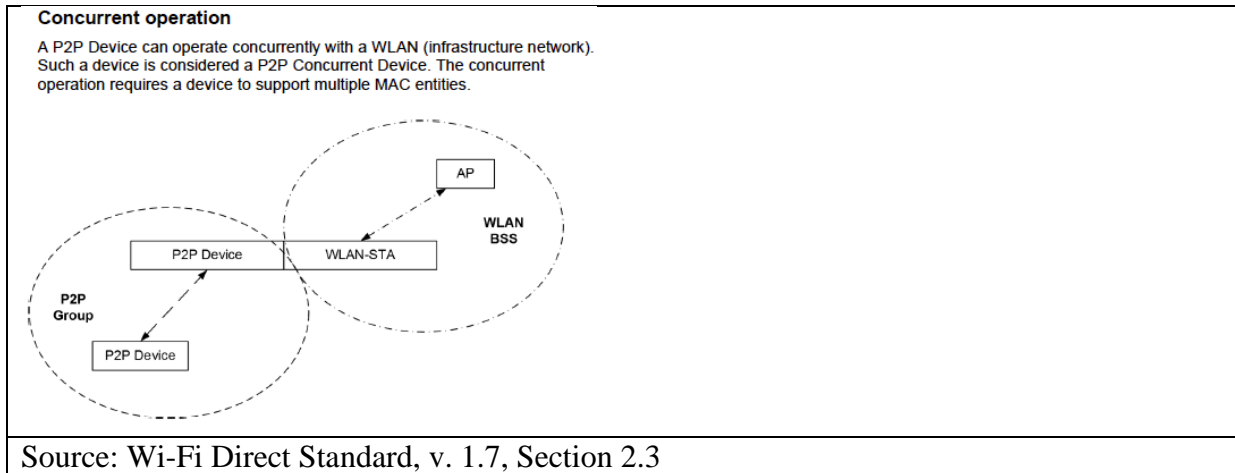 Concurrent operation
A P2P Device can operate concurrently with a WLAN (infrastructure network).
Such a device is considered a P2P Concurrent Device. The concurrent
operation requires a device to support multiple MAC entities.
AP
WLAN
BSS
P2P Device
WLAN-STA
P2P
Group
P2P Device
Source: Wi-Fi Direct Standard, v. 1.7, Section 2.3